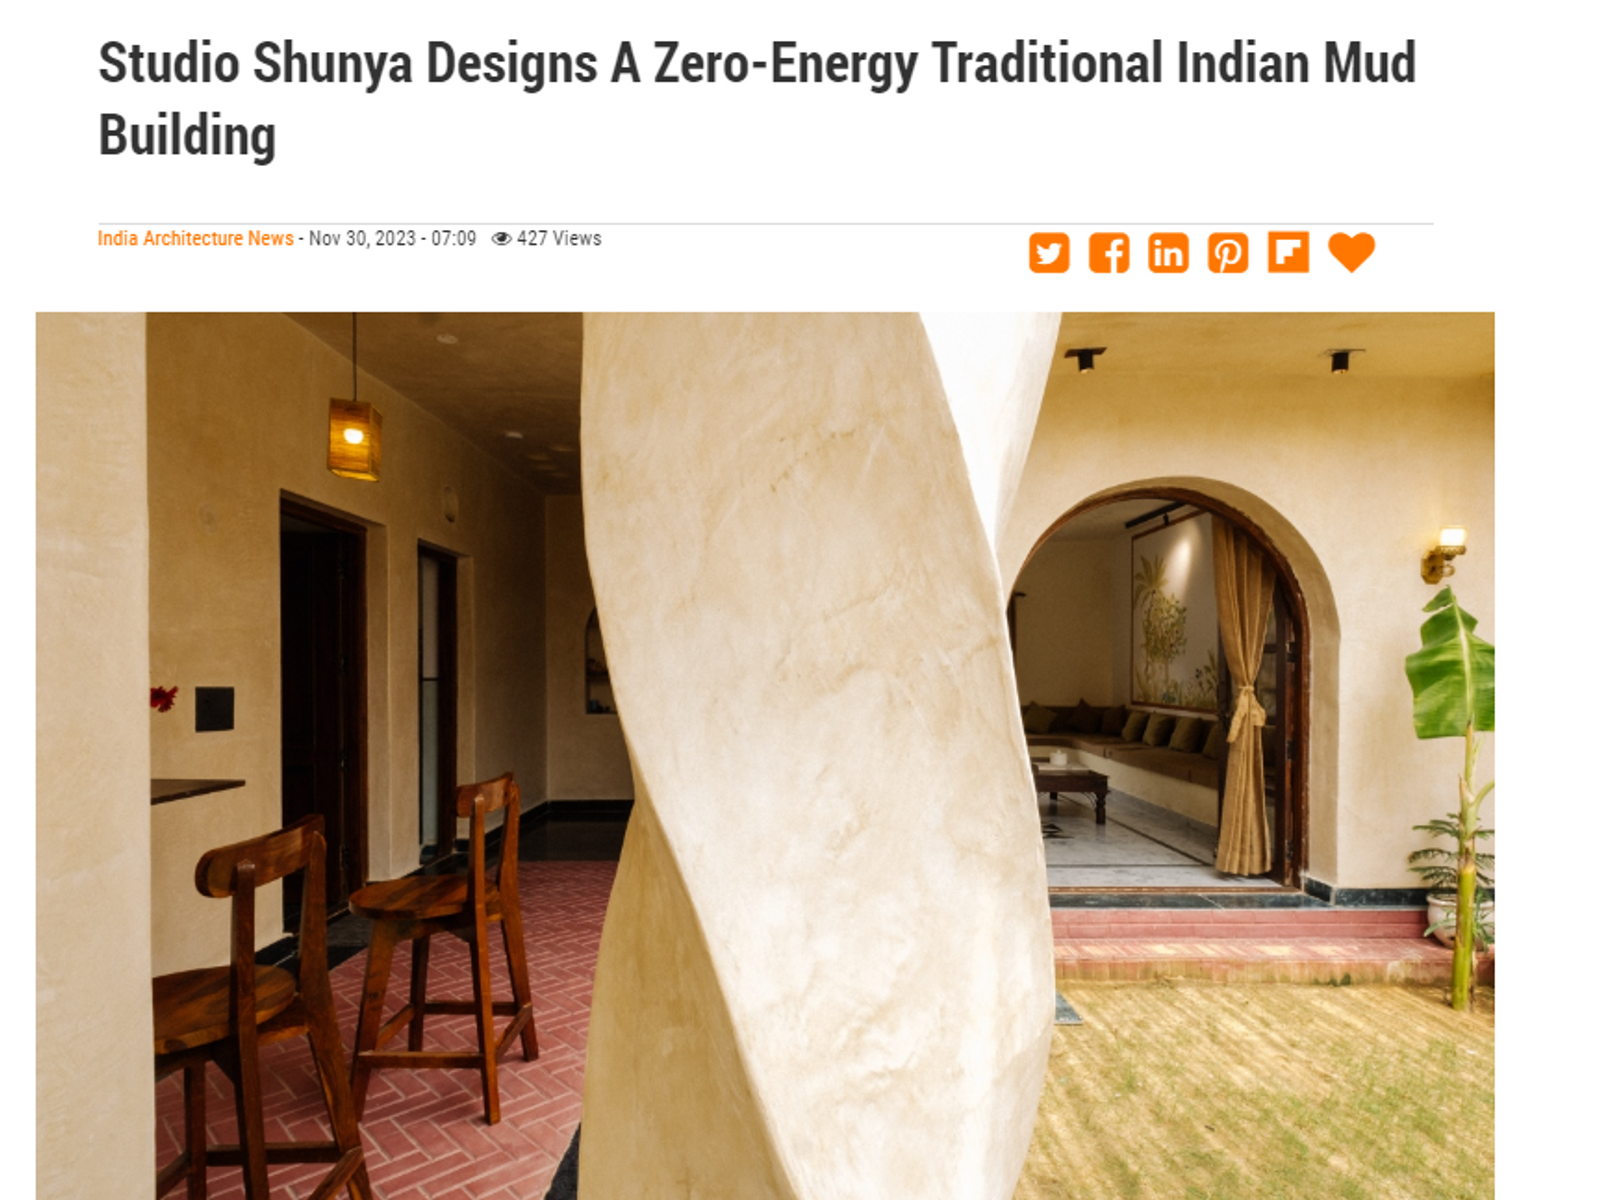 Studio Shunya Designs A Zero-Energy Traditional Indian Mud
Building
India Architecture News - Nov 30, 2023 - 07:09 427 Views